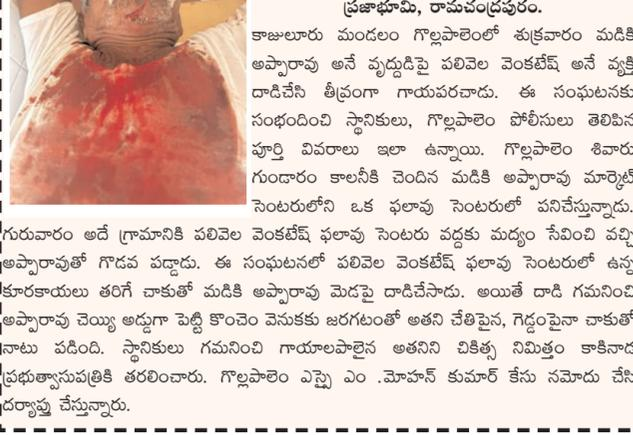 ప్రజాభూమి, రామచంద్రపురం.
కాజులూరు మండలం గొల్లపాలెంలో శుక్రవారం మడికి
అప్పారావు అనే వృద్దుడిపై పలివెల వెంకటేష్ అనే వ్యక్తి
దాడిచేసి తీవ్రంగా గాయపరచాడు. ఈ సంఘటనకు
సంభందించి స్థానికులు, గొల్లపాలెం పోలీసులు తెలిపిన
పూర్తి వివరాలు ఇలా ఉన్నాయి. గొల్లపాలెం శివారు
గుండారం కాలనీకి చెందిన మడికి అప్పారావు మార్కెట్
సెంటరులోని ఒక ఫలావు సెంటరులో పనిచేస్తున్నాడు.
గురువారం అదే గ్రామానికి పలివెల వెంకటేష్ ఫలావు సెంటరు వద్దకు మద్యం సేవించి వచ్చి
అప్పారావుతో గొడవ పడ్డాడు. ఈ సంఘటనలో పలివెల వెంకటేష్ ఫలావు సెంటరులో ఉన్న
కూరకాయలు తరిగే చాకుతో మడికి అప్పారావు మెడపై దాడిచేసాడు. అయితే దాడి గమనించి
అప్పారావు చెయ్యి అడ్డుగా పెట్టి కొంచెం వెనుకకు జరగటంతో అతని చేతిపైన, గెడ్డంపైనా చాకుతో
నాటు పడింది. స్థానికులు గమనించి గాయాలపాలైన అతనిని చికిత్స నిమిత్తం కాకినాడ
ప్రభుత్వాసుపత్రికి తరలించారు. గొల్లపాలెం ఎస్సై ఎం .మోహన్ కుమార్ కేసు నమోదు చేసి
దర్యాప్తు చేస్తున్నారు.